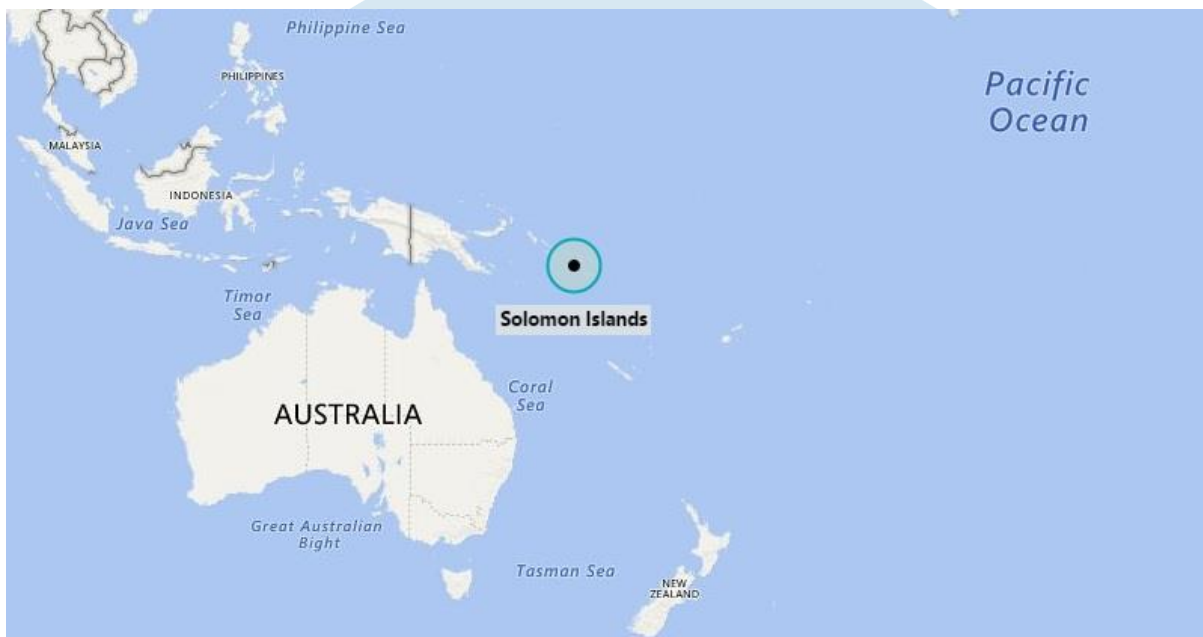 Philippine Sea
PHILIPPINES
Pacific
Ocean
MALAYSIA
INDONESIA
Java Sea
Timor
Sea
Solomon Islands
Coral
Sea
AUSTRALIA
Great Australian
Bight
Tasman Sea
NEW
ZEALAND